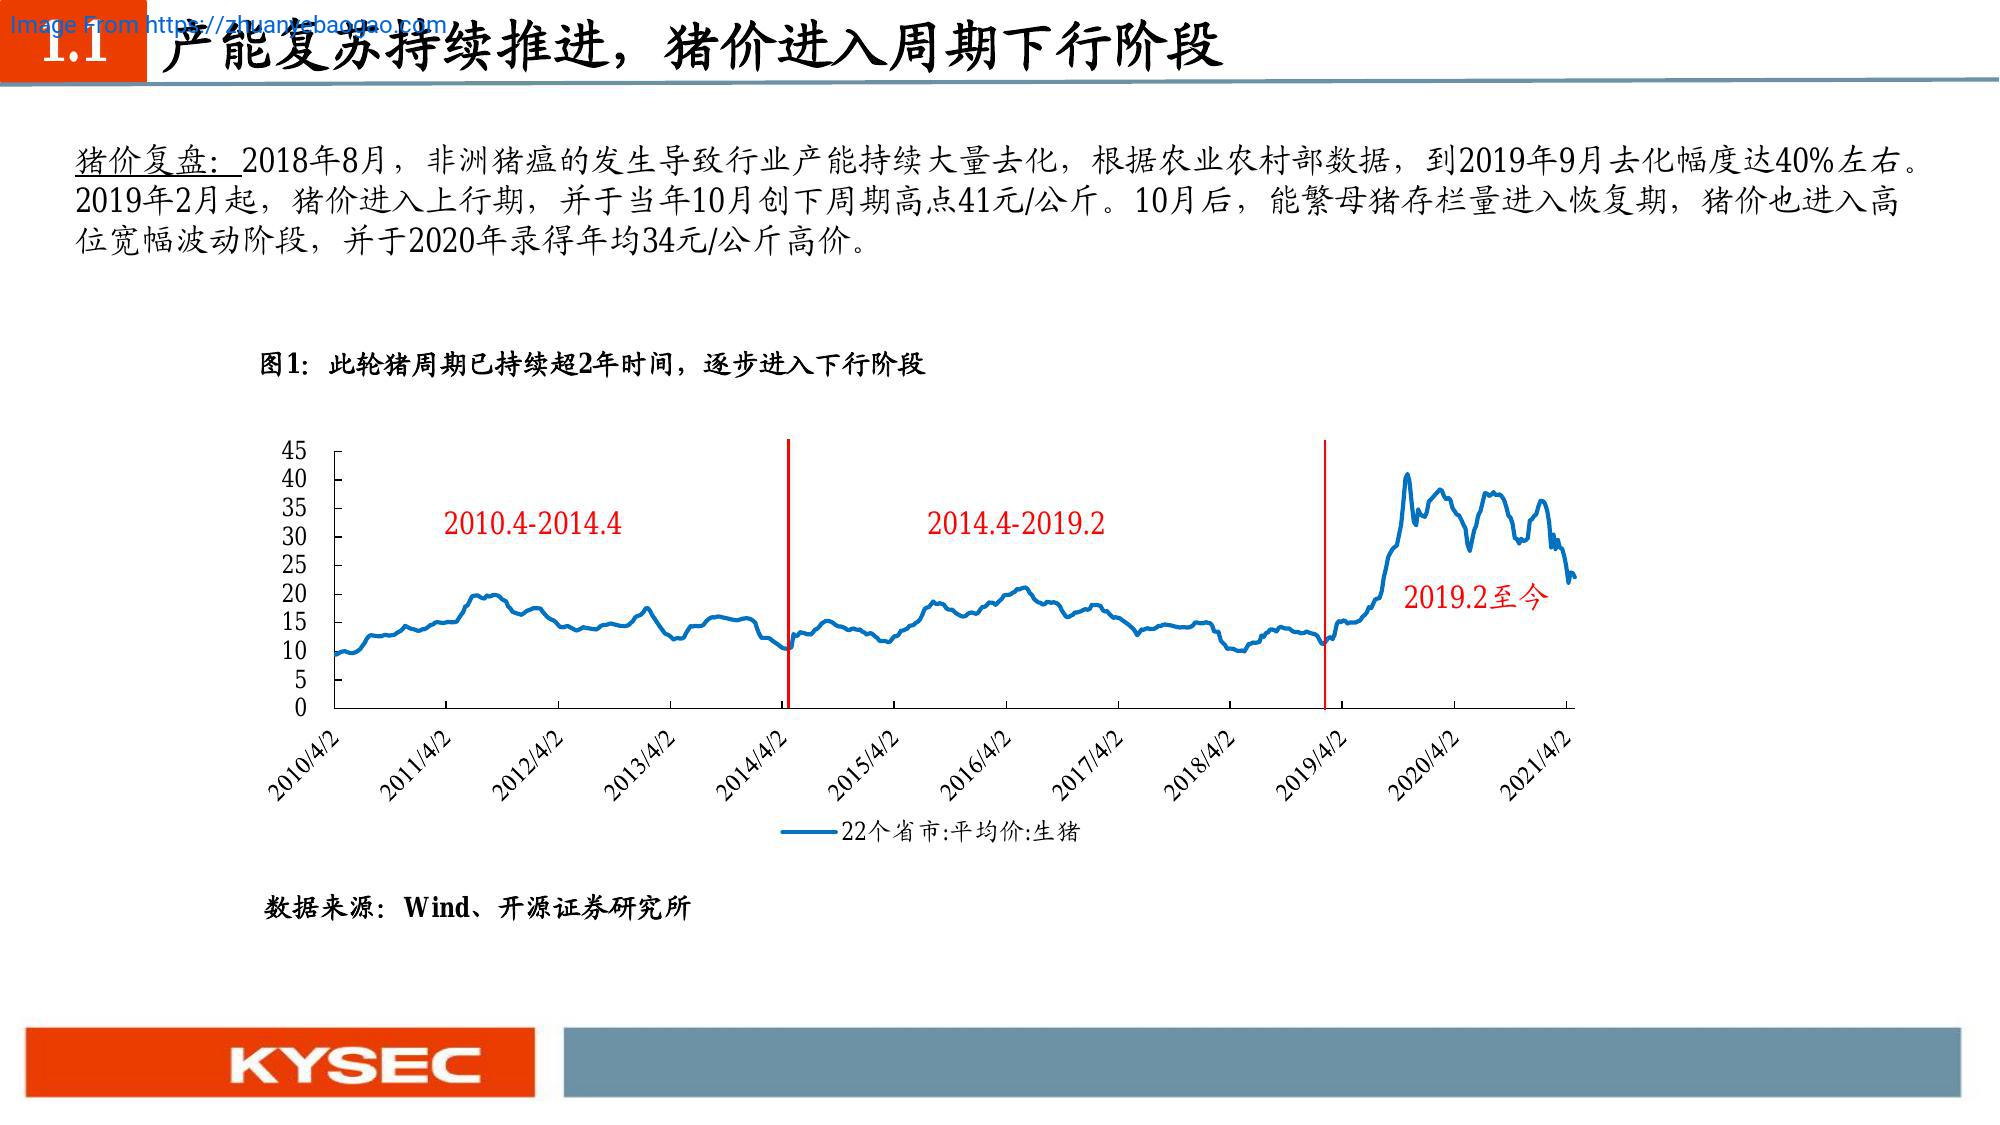 Image From https://zhuanyebaogao.com
1.1 产能复苏持续推进，猪价进入周期下行阶段
猪价复盘：2018年8月，非洲猪瘟的发生导致行业产能持续大量去化，根据农业农村部数据，到2019年9月去化幅度达40%左右。
2019年2月起，猪价进入上行期，并于当年10月创下周期高点41元/公斤。10月后，能繁母猪存栏量进入恢复期，猪价也进入高
位宽幅波动阶段，并于2020年录得年均34元/公斤高价。
图1：此轮猪周期已持续超2年时间，逐步进入下行阶段
45
40
35
30
25
20
15
10
5
0
2010.4-2014.4
2014.4-2019.2
2019.2至今
2010/4/2
2011/4/2
2012/4/2
2013/4/2
2014/4/2
2015/4/2
2016/4/2
2017/4/2
2018/4/2
2019/4/2
2020/4/2
2021/4/2
22个省市:平均价:生猪
数据来源：Wind、开源证券研究所
KYSEC